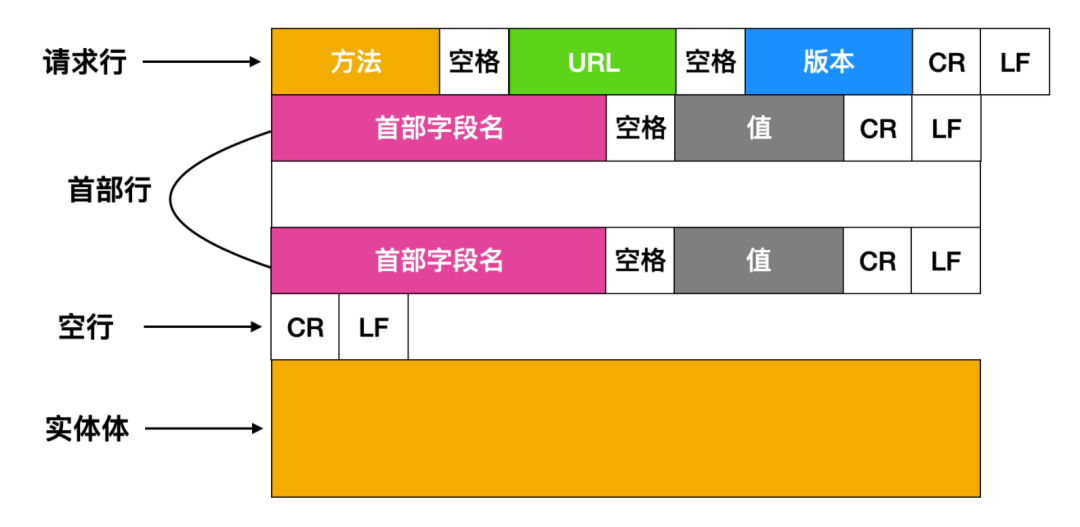 请求行 方法 空格 URL 空格 版本 CR LF
首部字段名 空格 值 CR LF
首部行
首部字段名 空格 值 CR LF
空行 CR LF
实体体